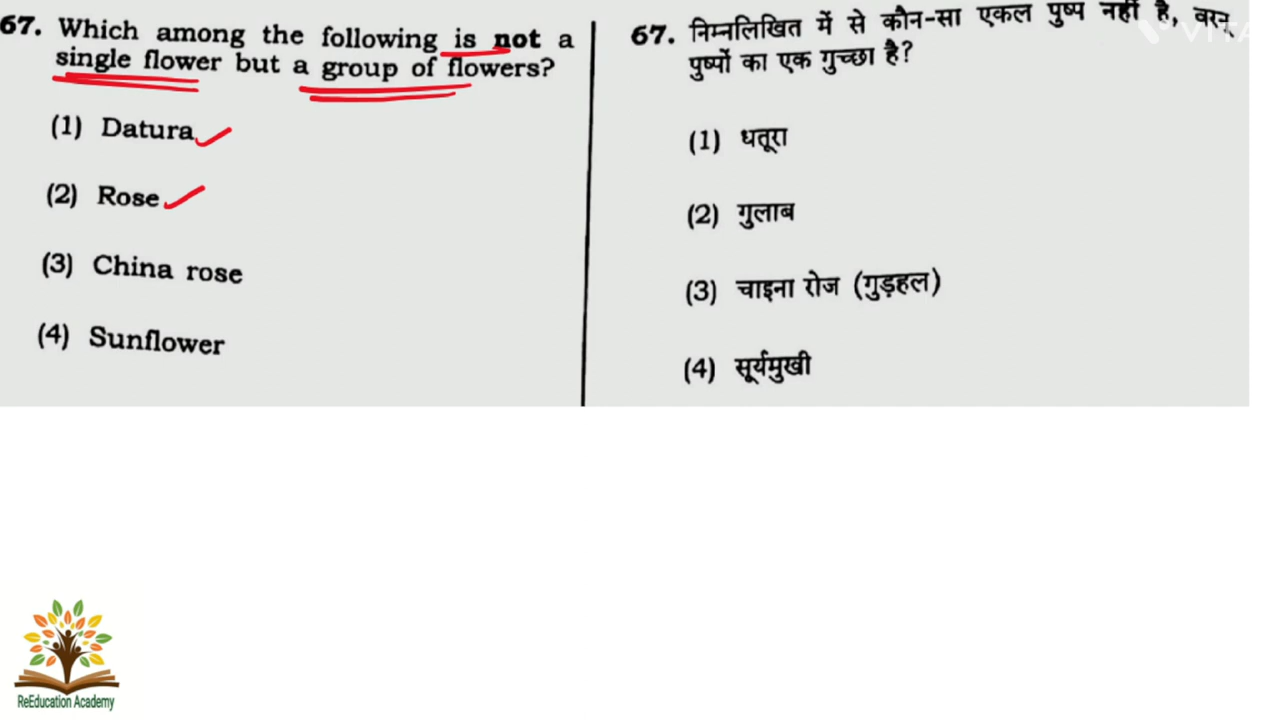 67. Which among the following is not a
single flower but a group of flowers?
(1) Datura
(2) Rose
(3) China rose
(4) Sunflower
67. निम्नलिखित में से कौन-सा एकल पुष्प नहीं है, वरन्
पुष्पों का एक गुच्छा है?
(1) धतूरा
(2) गुलाब
(3) चाइना रोज (गुड़हल)
(4) सूर्यमुखी
VITA
ReEducation Academy